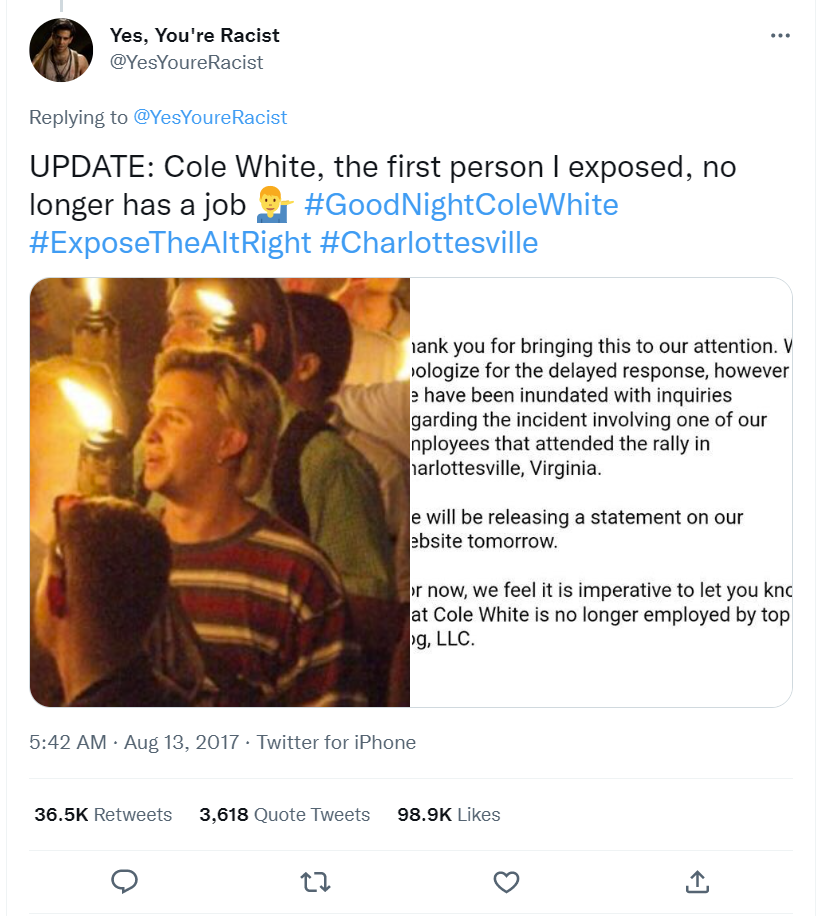 Yes, You're Racist
@YesYoureRacist
Replying to @YesYoureRacist
UPDATE: Cole White, the first person I exposed, no
longer has a job 💁‍♂️ #GoodNightColeWhite
#ExposeTheAltRight #Charlottesville
hank you for bringing this to our attention. W
ologize for the delayed response, however
e have been inundated with inquiries
garding the incident involving one of our
mployees that attended the rally in
harlottesville, Virginia.
e will be releasing a statement on our
ebsite tomorrow.
or now, we feel it is imperative to let you kno
at Cole White is no longer employed by top
og, LLC.
5:42 AM · Aug 13, 2017 · Twitter for iPhone
36.5K Retweets 3,618 Quote Tweets 98.9K Likes